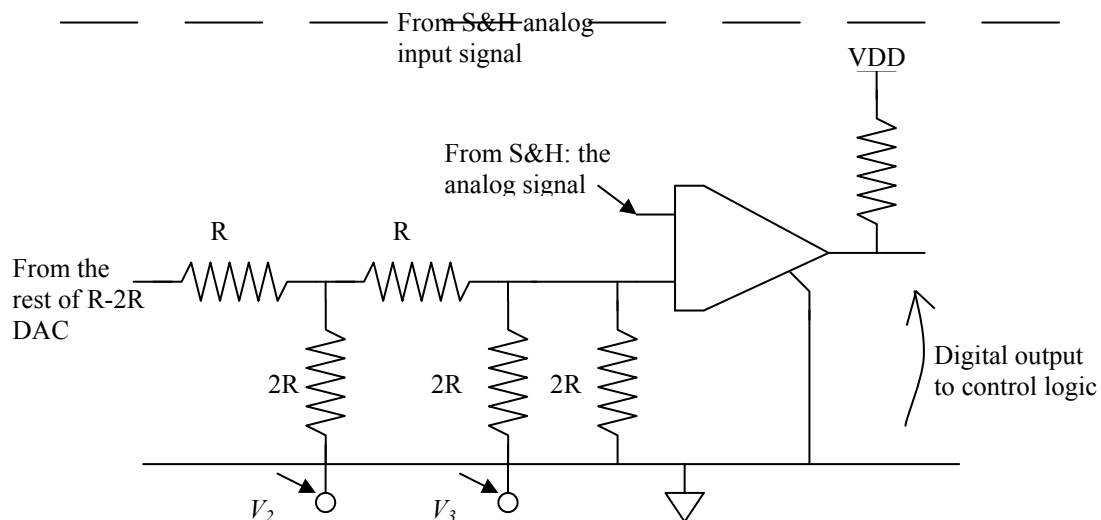 From S&H analog
input signal
VDD
From S&H: the
analog signal
R
R
From the
rest of R-2R
DAC
2R
2R
2R
Digital output
to control logic
V2
V3